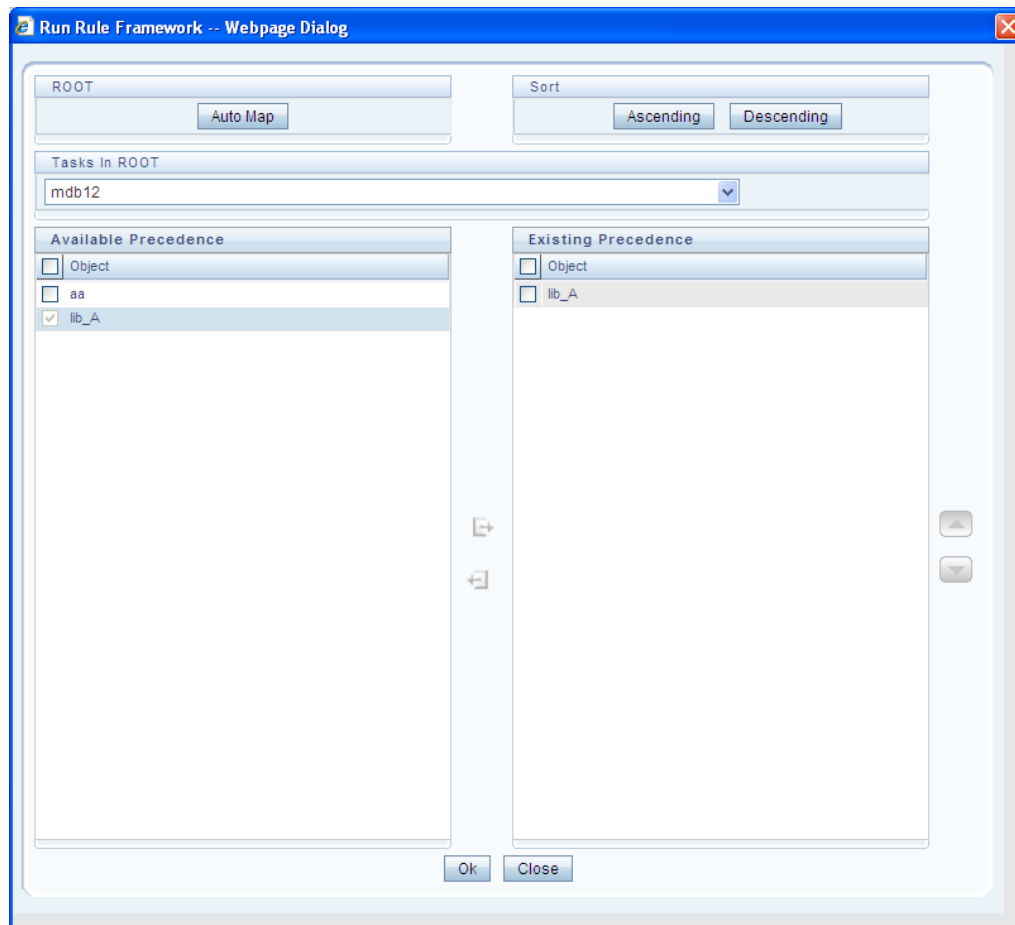 Run Rule Framework -- Webpage Dialog
ROOT
Auto Map
Sort
Ascending Descending
Tasks In ROOT
mdb12
Available Precedence
Object
aa
lib_A
Existing Precedence
Object
lib_A
Ok Close